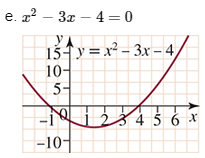 e. x² − 3x − 4 = 0
y
15
y = x² − 3x − 4
10
5
−1 0 1 2 3 4 5 6 x
−10